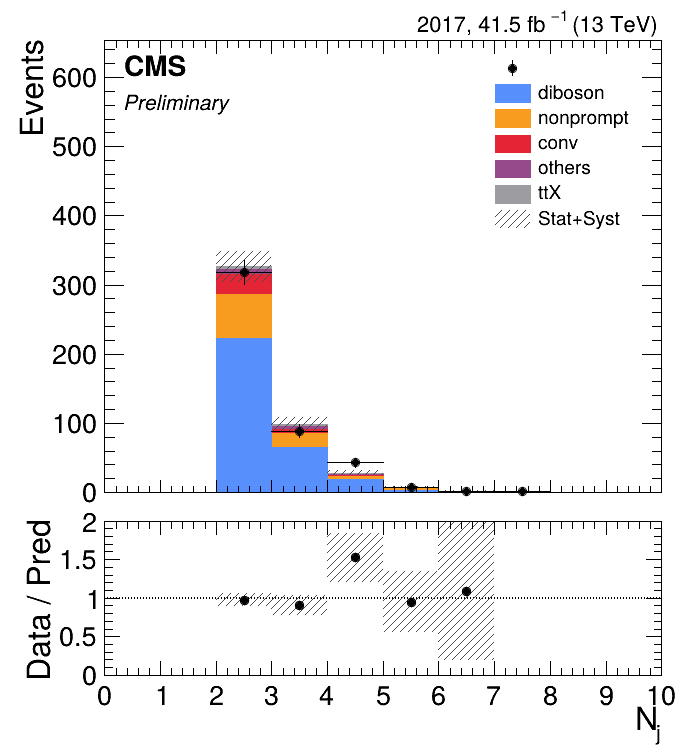 2017, 41.5 fb⁻¹ (13 TeV)
CMS
Preliminary
Events
600
500
400
300
200
100
0
diboson
nonprompt
conv
others
ttX
Stat+Syst
Data / Pred
2
1.5
1
0.5
0
0 1 2 3 4 5 6 7 8 9 10
N_j